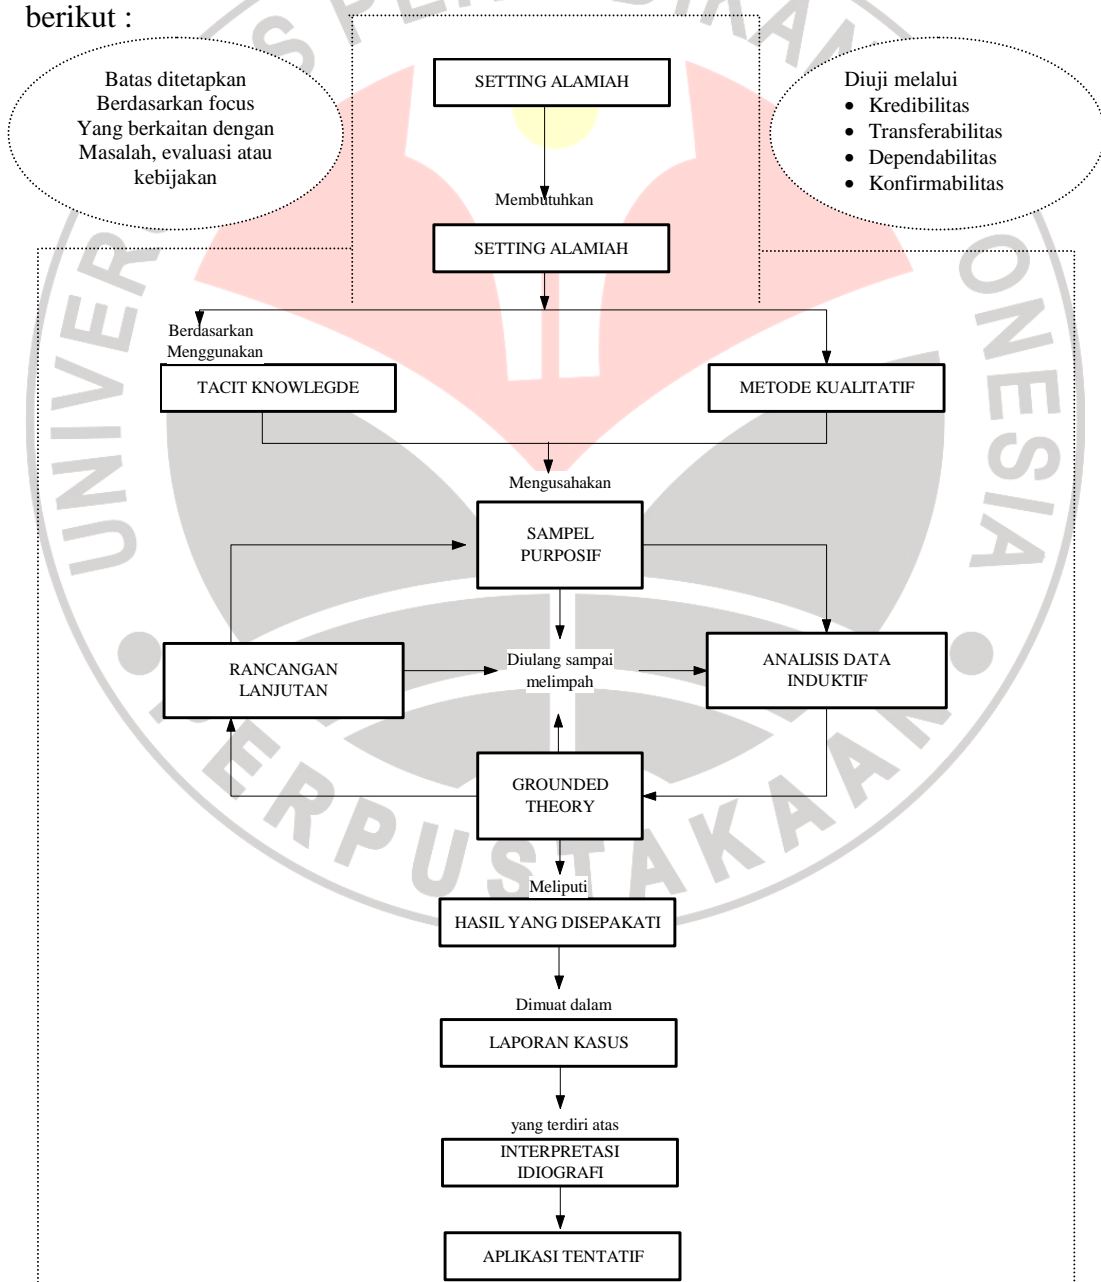 berikut :
Batas ditetapkan
Berdasarkan focus
Yang berkaitan dengan
Masalah, evaluasi atau
kebijakan
SETTING ALAMIAH
Diuji melalui
• Kredibilitas
• Transferabilitas
• Dependabilitas
• Konfirmabilitas
Membutuhkan
SETTING ALAMIAH
Berdasarkan
Menggunakan
TACIT KNOWLEGDE
METODE KUALITATIF
Mengusahakan
SAMPEL
PURPOSIF
RANCANGAN
LANJUTAN
Diulang sampai
melimpah
ANALISIS DATA
INDUKTIF
GROUNDED
THEORY
Meliputi
HASIL YANG DISEPAKATI
Dimuat dalam
LAPORAN KASUS
yang terdiri atas
INTERPRETASI
IDIOGRAFI
APLIKASI TENTATIF
PERPUSTAKAAN